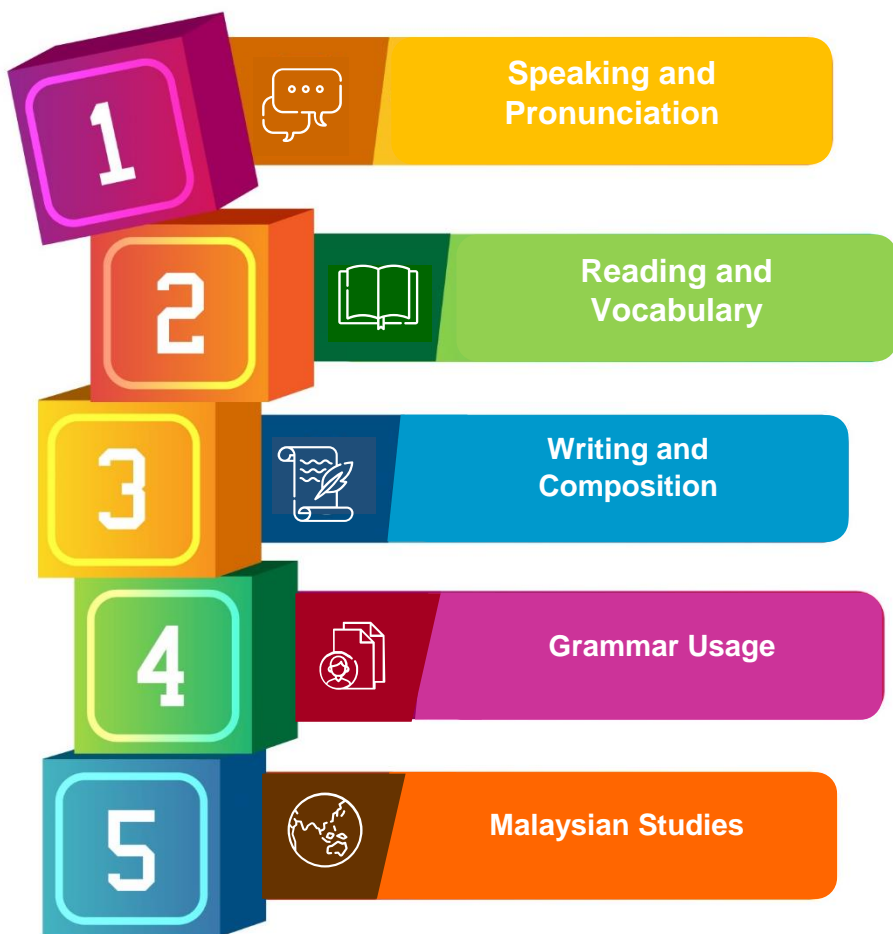 1
Speaking and
Pronunciation
2
Reading and
Vocabulary
3
Writing and
Composition
4
Grammar Usage
5
Malaysian Studies